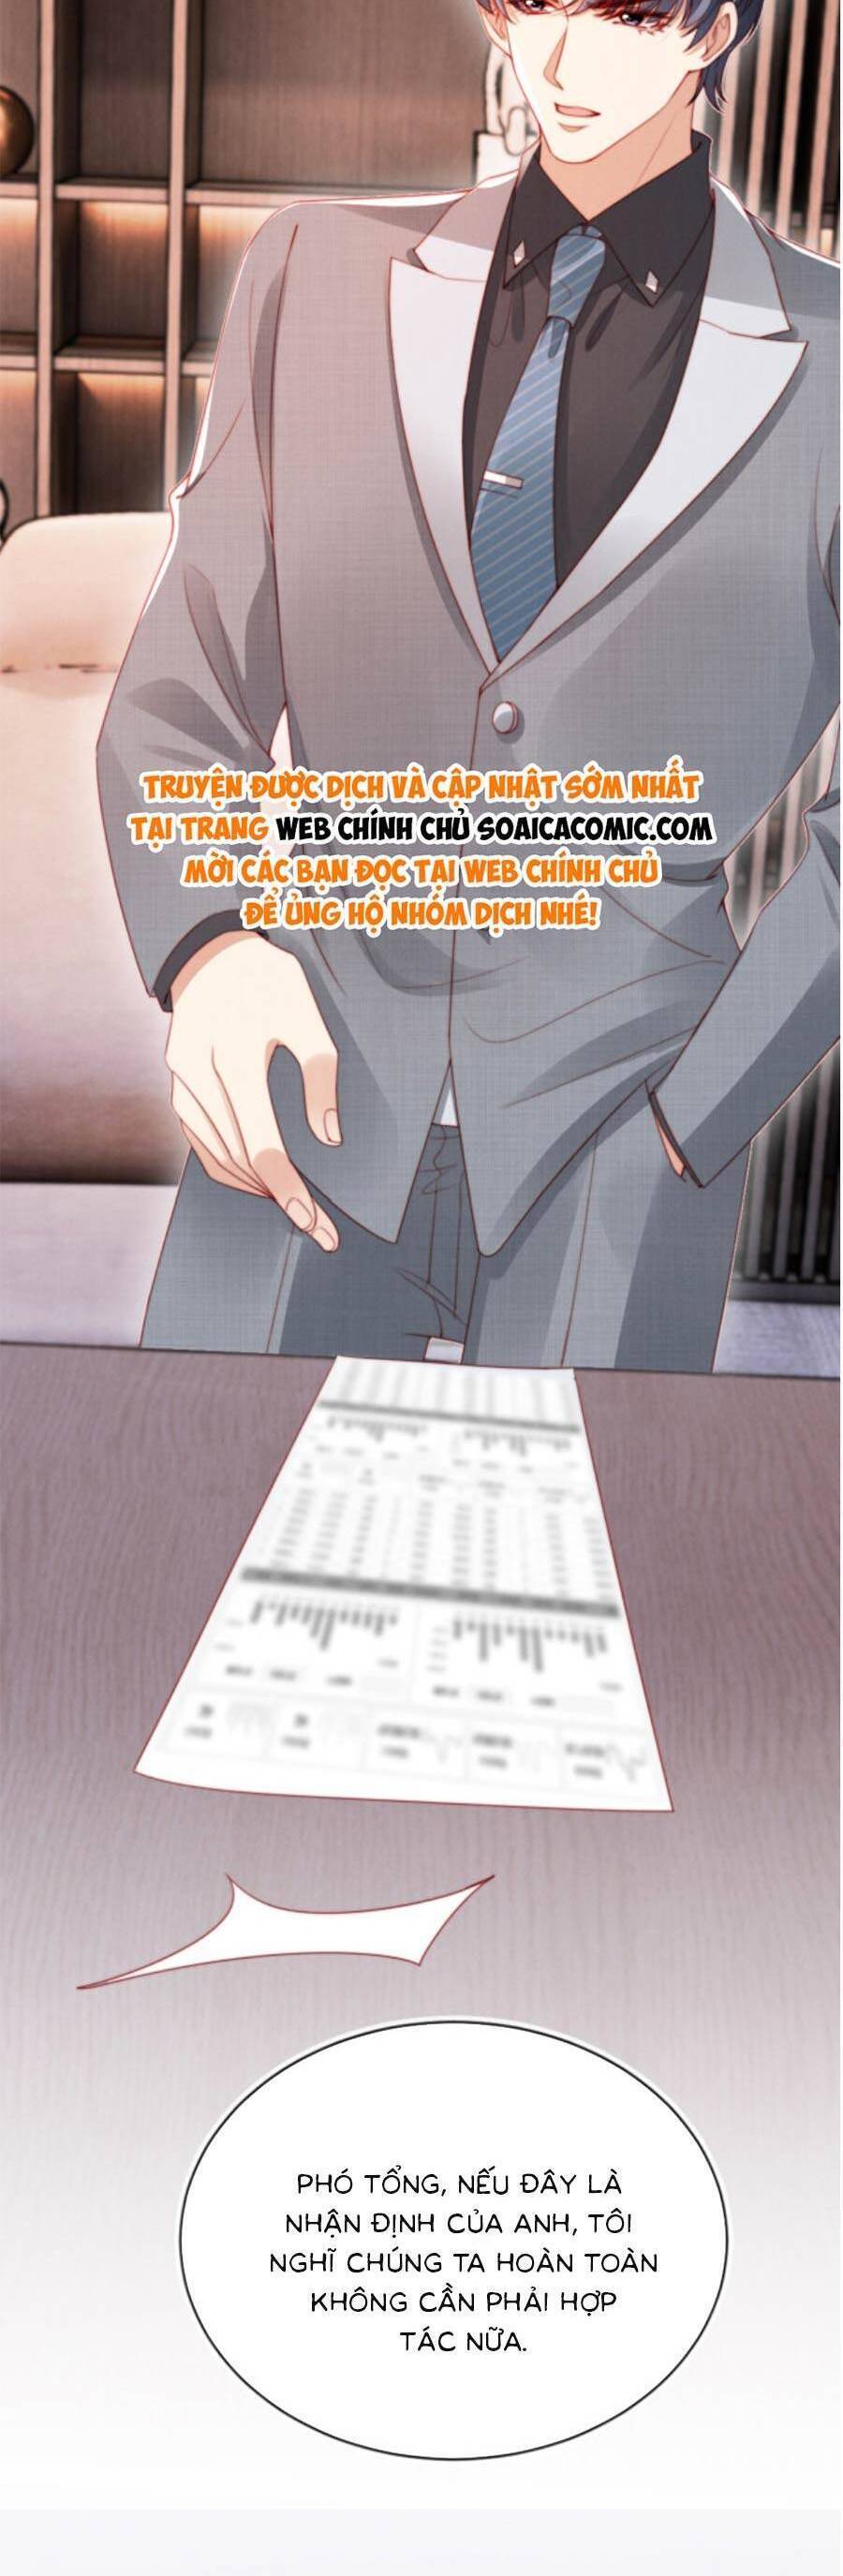 TRUYỆN ĐƯỢC DỊCH VÀ CẬP NHẬT SỚM NHẤT
TẠI TRANG WEB CHÍNH CHỦ SOAICACOMIC.COM
MỜI CÁC BẠN ĐỌC TẠI WEB CHÍNH CHỦ
ĐỂ ỦNG HỘ NHÓM DỊCH NHÉ!
PHÓ TỔNG, NẾU ĐÂY LÀ
NHẬN ĐỊNH CỦA ANH, TÔI
NGHĨ CHÚNG TA HOÀN TOÀN
KHÔNG CẦN PHẢI HỢP
TÁC NỮA.